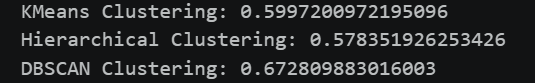 KMeans Clustering: 0.5997200972195096
Hierarchical Clustering: 0.578351926253426
DBSCAN Clustering: 0.672809883016003